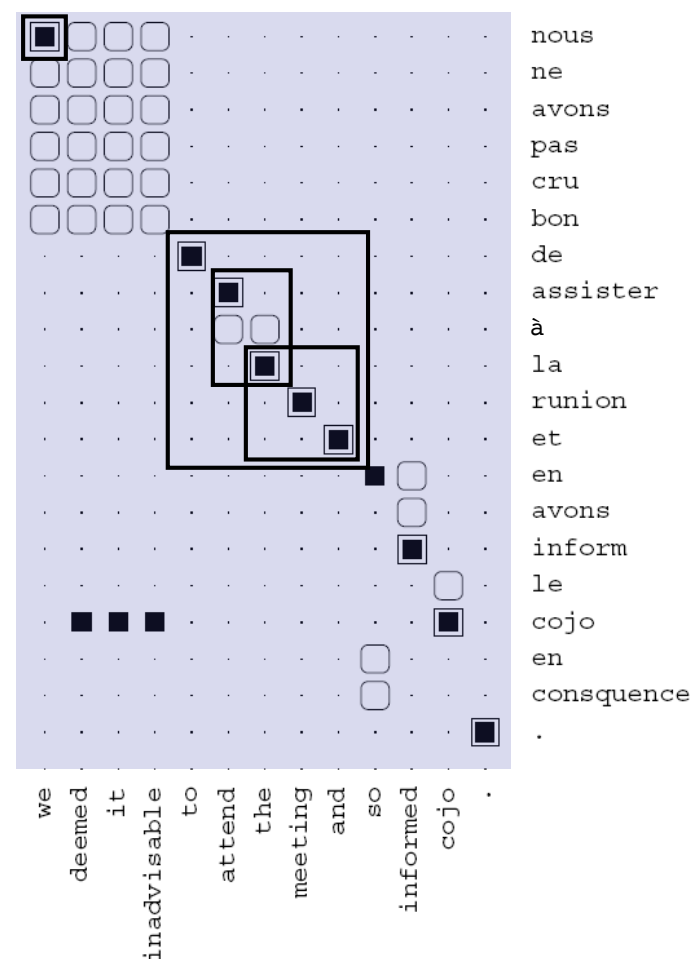 nous
ne
avons
pas
cru
bon
de
assister
à
la
runion
et
en
avons
inform
le
cojo
en
consquence
.
we
deemed
it
inadvisable
to
attend
the
meeting
and
so
informed
cojo
.